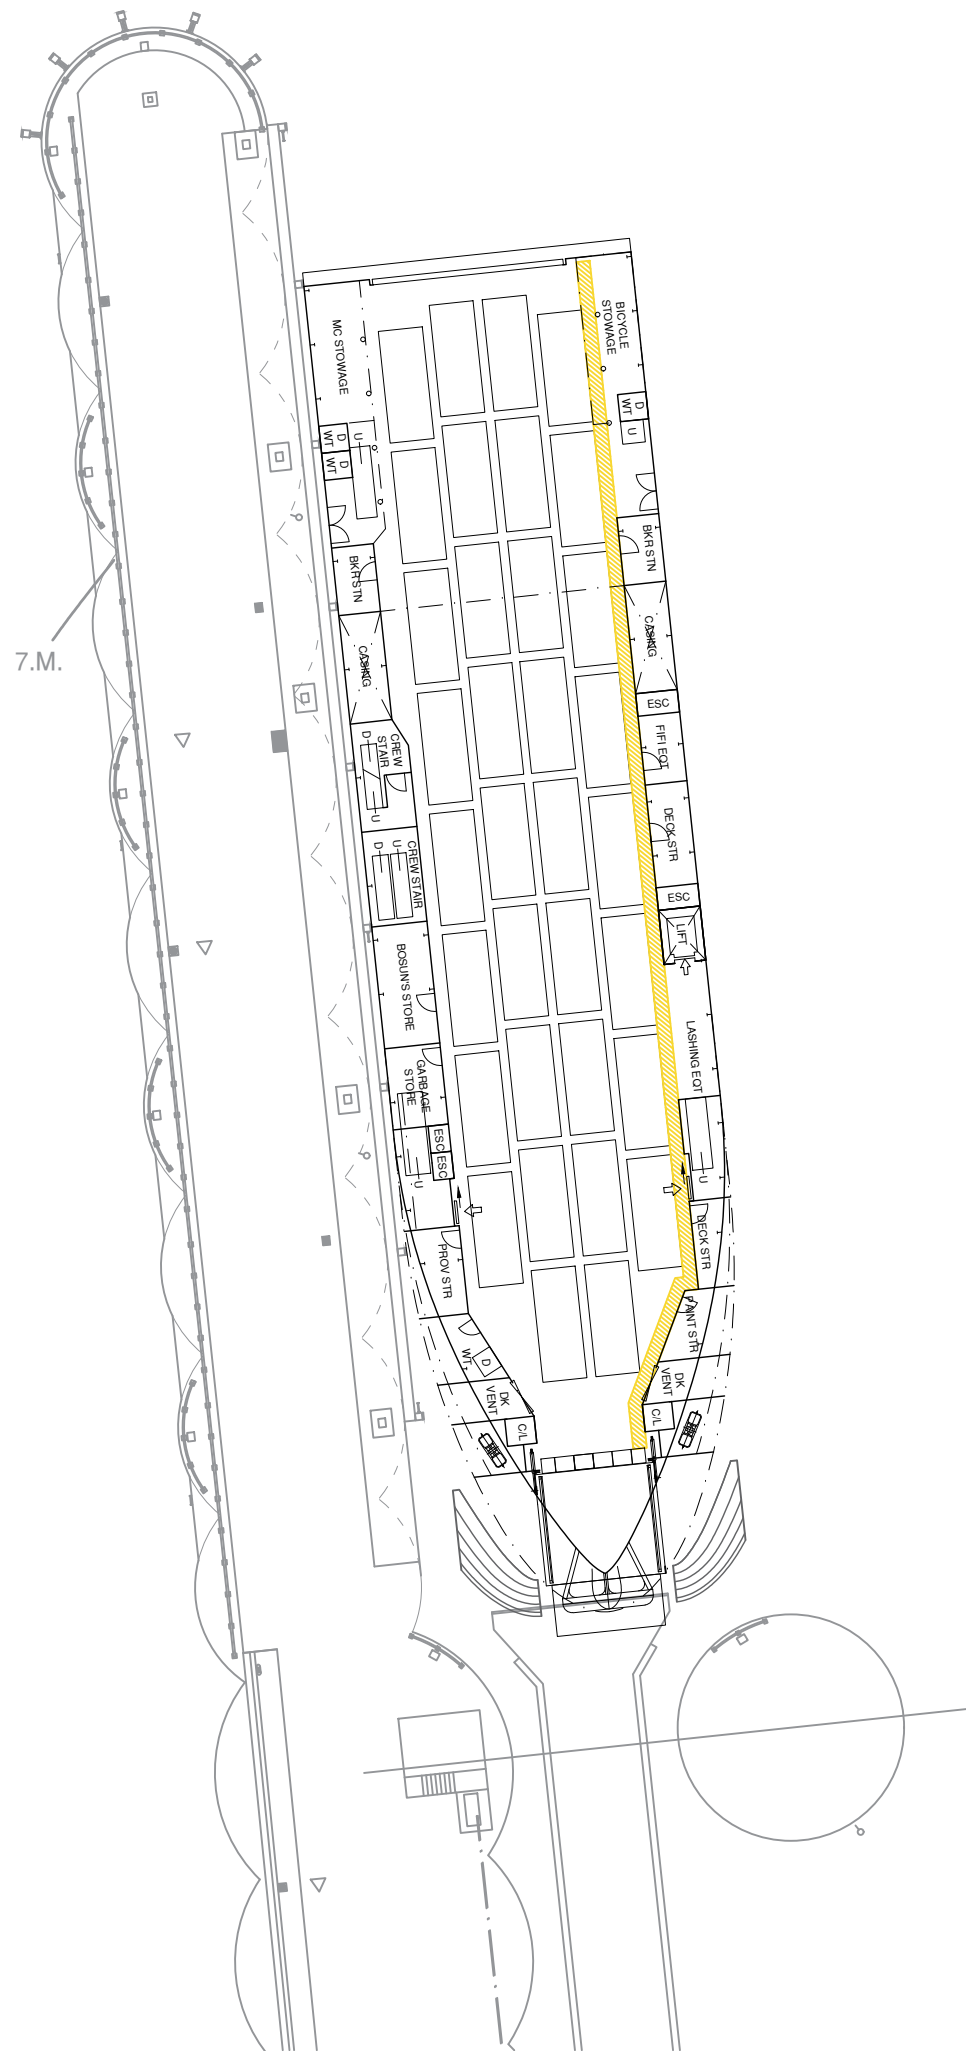 BICYCLE
STOWAGE
MC STOWAGE
D
WT
U
D
WT
D
WT
U
BKR STN
BKR STN
CASING
CASING
7.M.
ESC
FIFI EQT
D
CREW
STAIR
U
DECK STR
D
U
CREW STAIR
ESC
LIFT
BOSUN'S STORE
LASHING EQT
GARBAGE
STORE
ESC
ESC
U
U
DECK STR
PROV STR
PAINT STR
WT
D
DK
VENT
DK
VENT
C/L
C/L